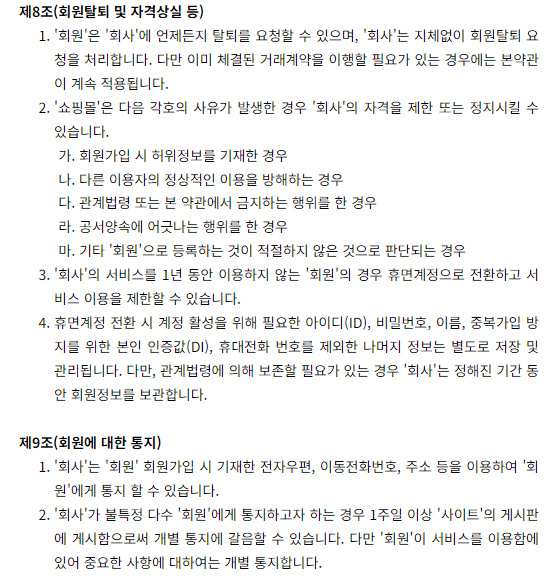 제8조(회원탈퇴 및 자격상실 등)
1. '회원'은 '회사'에 언제든지 탈퇴를 요청할 수 있으며, '회사'는 지체없이 회원탈퇴 요
청을 처리합니다. 다만 이미 체결된 거래계약을 이행할 필요가 있는 경우에는 본약관
이 계속 적용됩니다.
2. '쇼핑몰'은 다음 각호의 사유가 발생한 경우 '회사'의 자격을 제한 또는 정지시킬 수
있습니다.
가. 회원가입 시 허위정보를 기재한 경우
나. 다른 이용자의 정상적인 이용을 방해하는 경우
다. 관계법령 또는 본 약관에서 금지하는 행위를 한 경우
라. 공서양속에 어긋나는 행위를 한 경우
마. 기타 '회원'으로 등록하는 것이 적절하지 않은 것으로 판단되는 경우
3. '회사'의 서비스를 1년 동안 이용하지 않는 '회원'의 경우 휴면계정으로 전환하고 서
비스 이용을 제한할 수 있습니다.
4. 휴면계정 전환 시 계정 활성을 위해 필요한 아이디(ID), 비밀번호, 이름, 중복가입 방
지를 위한 본인 인증값(DI), 휴대전화 번호를 제외한 나머지 정보는 별도로 저장 및
관리됩니다. 다만, 관계법령에 의해 보존할 필요가 있는 경우 '회사'는 정해진 기간 동
안 회원정보를 보관합니다.
제9조(회원에 대한 통지)
1. '회사'는 '회원' 회원가입 시 기재한 전자우편, 이동전화번호, 주소 등을 이용하여 '회
원'에게 통지 할 수 있습니다.
2. '회사'가 불특정 다수 '회원'에게 통지하고자 하는 경우 1주일 이상 '사이트'의 게시판
에 게시함으로써 개별 통지에 갈음할 수 있습니다. 다만 '회원'이 서비스를 이용함에
있어 중요한 사항에 대하여는 개별 통지합니다.